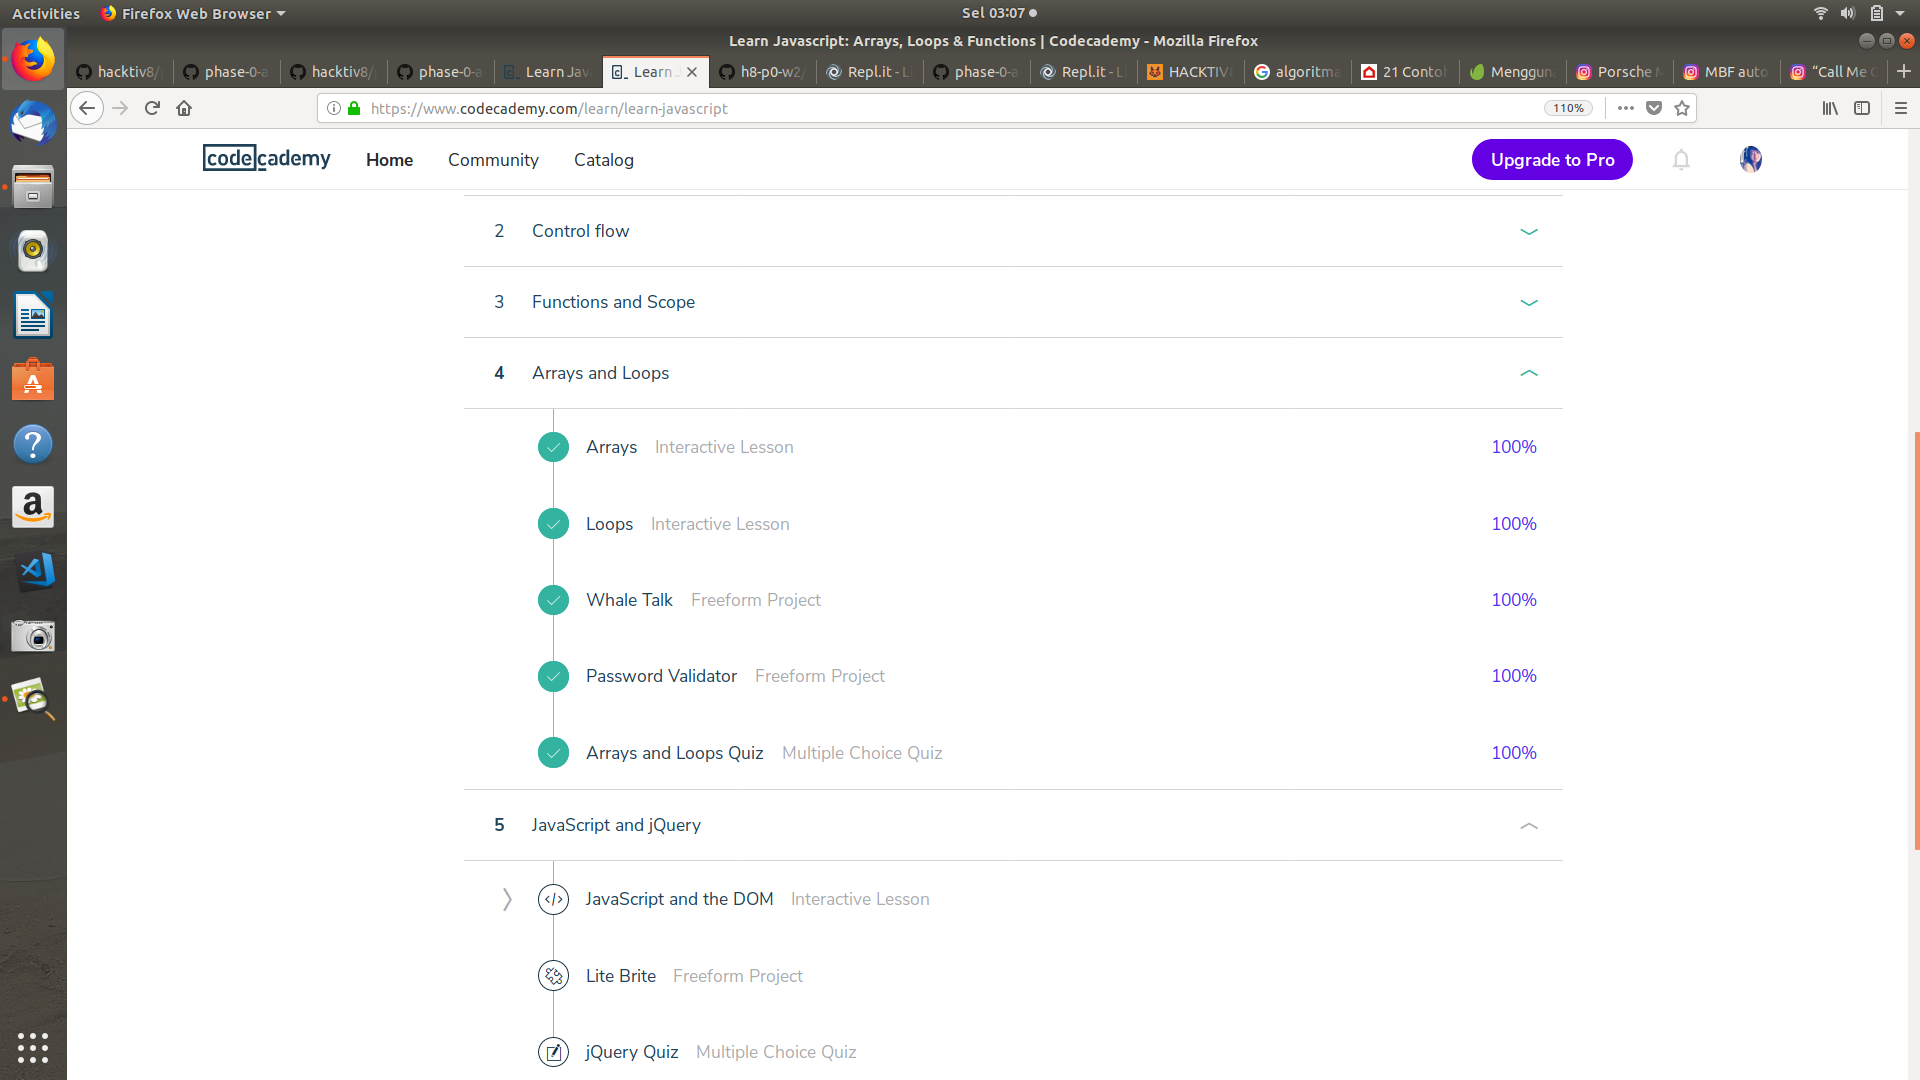 Activities Firefox Web Browser Sel 03:07
Learn Javascript: Arrays, Loops & Functions | Codecademy - Mozilla Firefox
hacktiv8/ phase-0-a hacktiv8/ phase-0-a Learn Jav Learn J h8-p0-w2/ Repl.it - L phase-0-a Repl.it - L HACKTIV algoritma 21 Contoh Menggun Porsche MBF auto "Call Me
https://www.codecademy.com/learn/learn-javascript 110%
codecademy Home Community Catalog Upgrade to Pro
2 Control flow
3 Functions and Scope
4 Arrays and Loops
Arrays Interactive Lesson 100%
Loops Interactive Lesson 100%
Whale Talk Freeform Project 100%
Password Validator Freeform Project 100%
Arrays and Loops Quiz Multiple Choice Quiz 100%
5 JavaScript and jQuery
JavaScript and the DOM Interactive Lesson
Lite Brite Freeform Project
jQuery Quiz Multiple Choice Quiz